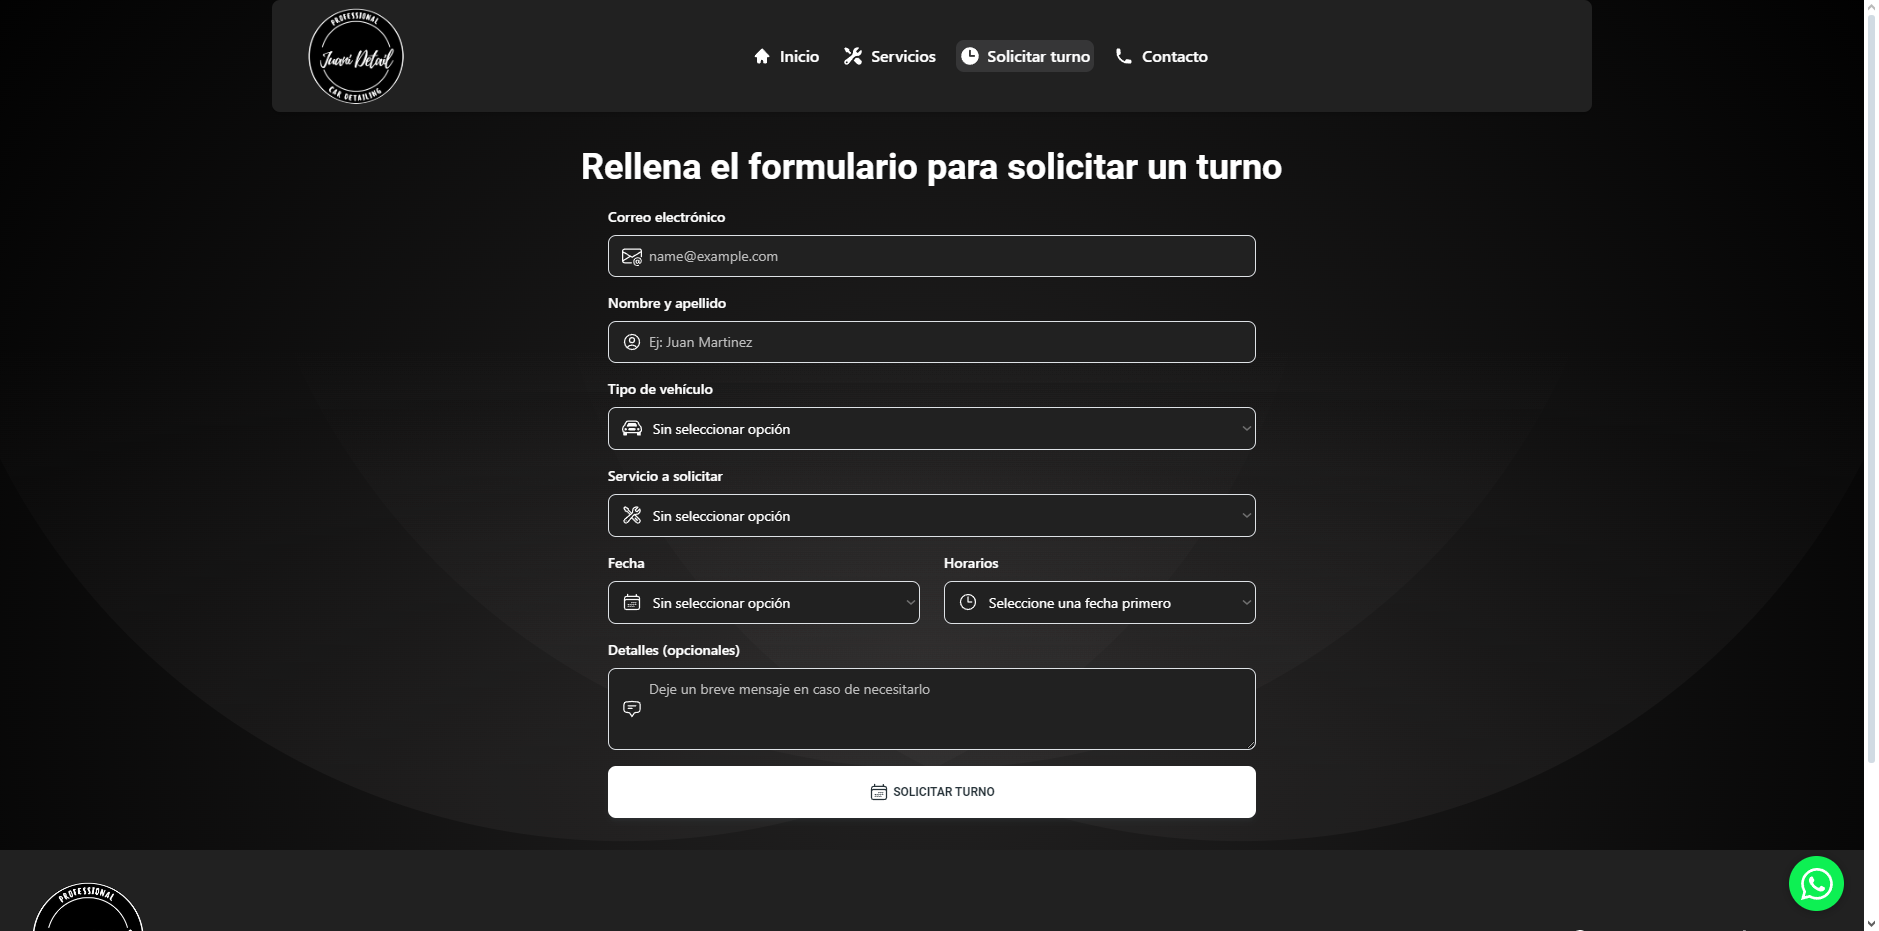 PROFESSIONAL
Juani Detail
CAR DETAILING
Inicio
Servicios
Solicitar turno
Contacto
Rellena el formulario para solicitar un turno
Correo electrónico
name@example.com
Nombre y apellido
Ej: Juan Martinez
Tipo de vehículo
Sin seleccionar opción
Servicio a solicitar
Sin seleccionar opción
Fecha
Horarios
Sin seleccionar opción
Seleccione una fecha primero
Detalles (opcionales)
Deje un breve mensaje en caso de necesitarlo
SOLICITAR TURNO
PROFESSIONAL